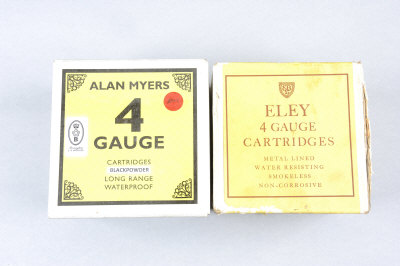 ALAN MYERS
4
GAUGE
CARTRIDGES
BLACKPOWDER
LONG RANGE
WATERPROOF
ELEY
4 GAUGE
CARTRIDGES
METAL LINED
WATER RESISTING
SMOKELESS
NON-CORROSIVE